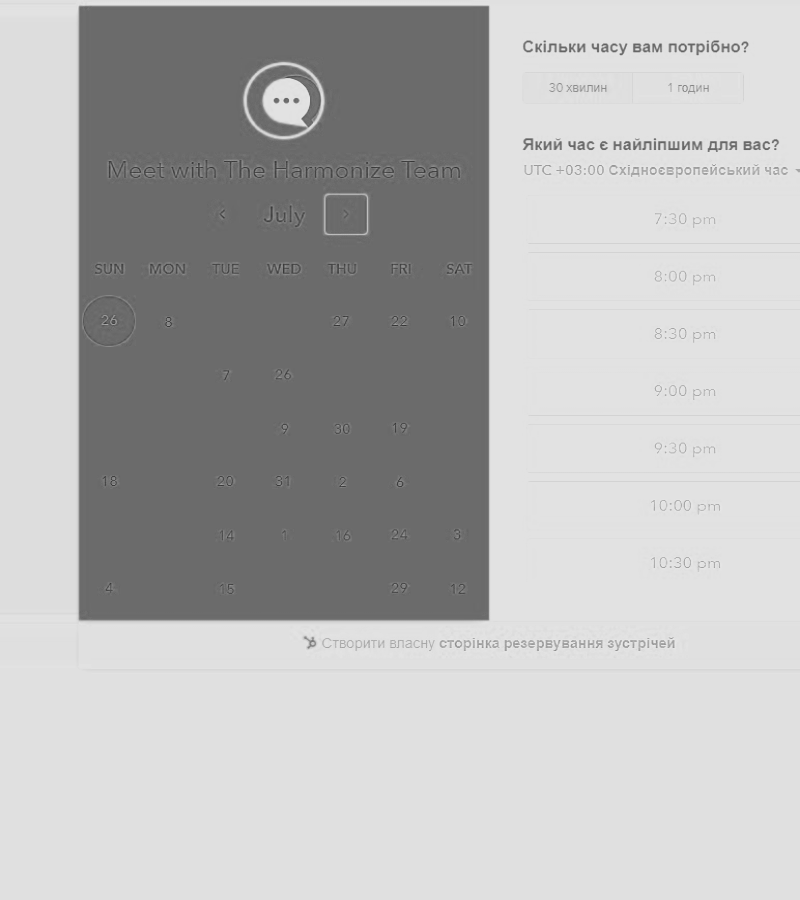 Meet with The Harmonize Team
July
SUN MON TUE WED THU FRI SAT
26 8 27 22 10
7 26
9 30 19
18 20 31 2 6
14 1 16 24 3
4 15 29 12
Скільки часу вам потрібно?
30 хвилин 1 годин
Який час є найліпшим для вас?
UTC +03:00 Східноєвропейський час
7:30 pm
8:00 pm
8:30 pm
9:00 pm
9:30 pm
10:00 pm
10:30 pm
Створити власну сторінка резервування зустрічей